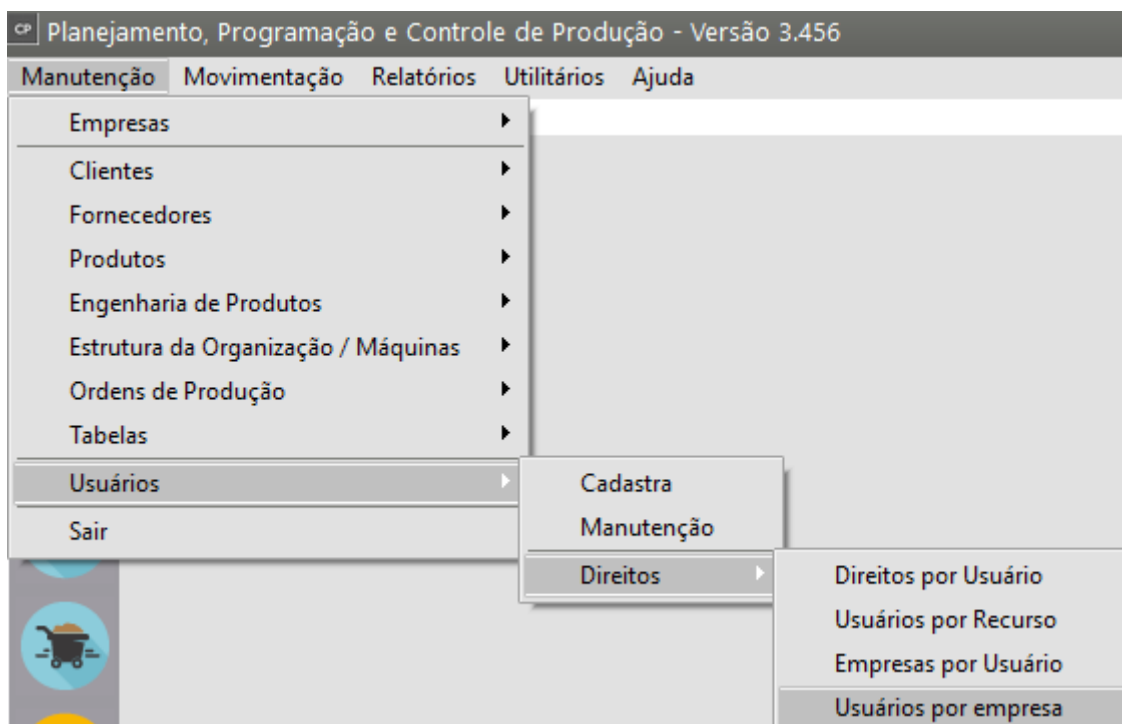 CP Planejamento, Programação e Controle de Produção - Versão 3.456
Manutenção Movimentação Relatórios Utilitários Ajuda
Empresas
Clientes
Fornecedores
Produtos
Engenharia de Produtos
Estrutura da Organização / Máquinas
Ordens de Produção
Tabelas
Usuários
Sair
Cadastra
Manutenção
Direitos
Direitos por Usuário
Usuários por Recurso
Empresas por Usuário
Usuários por empresa